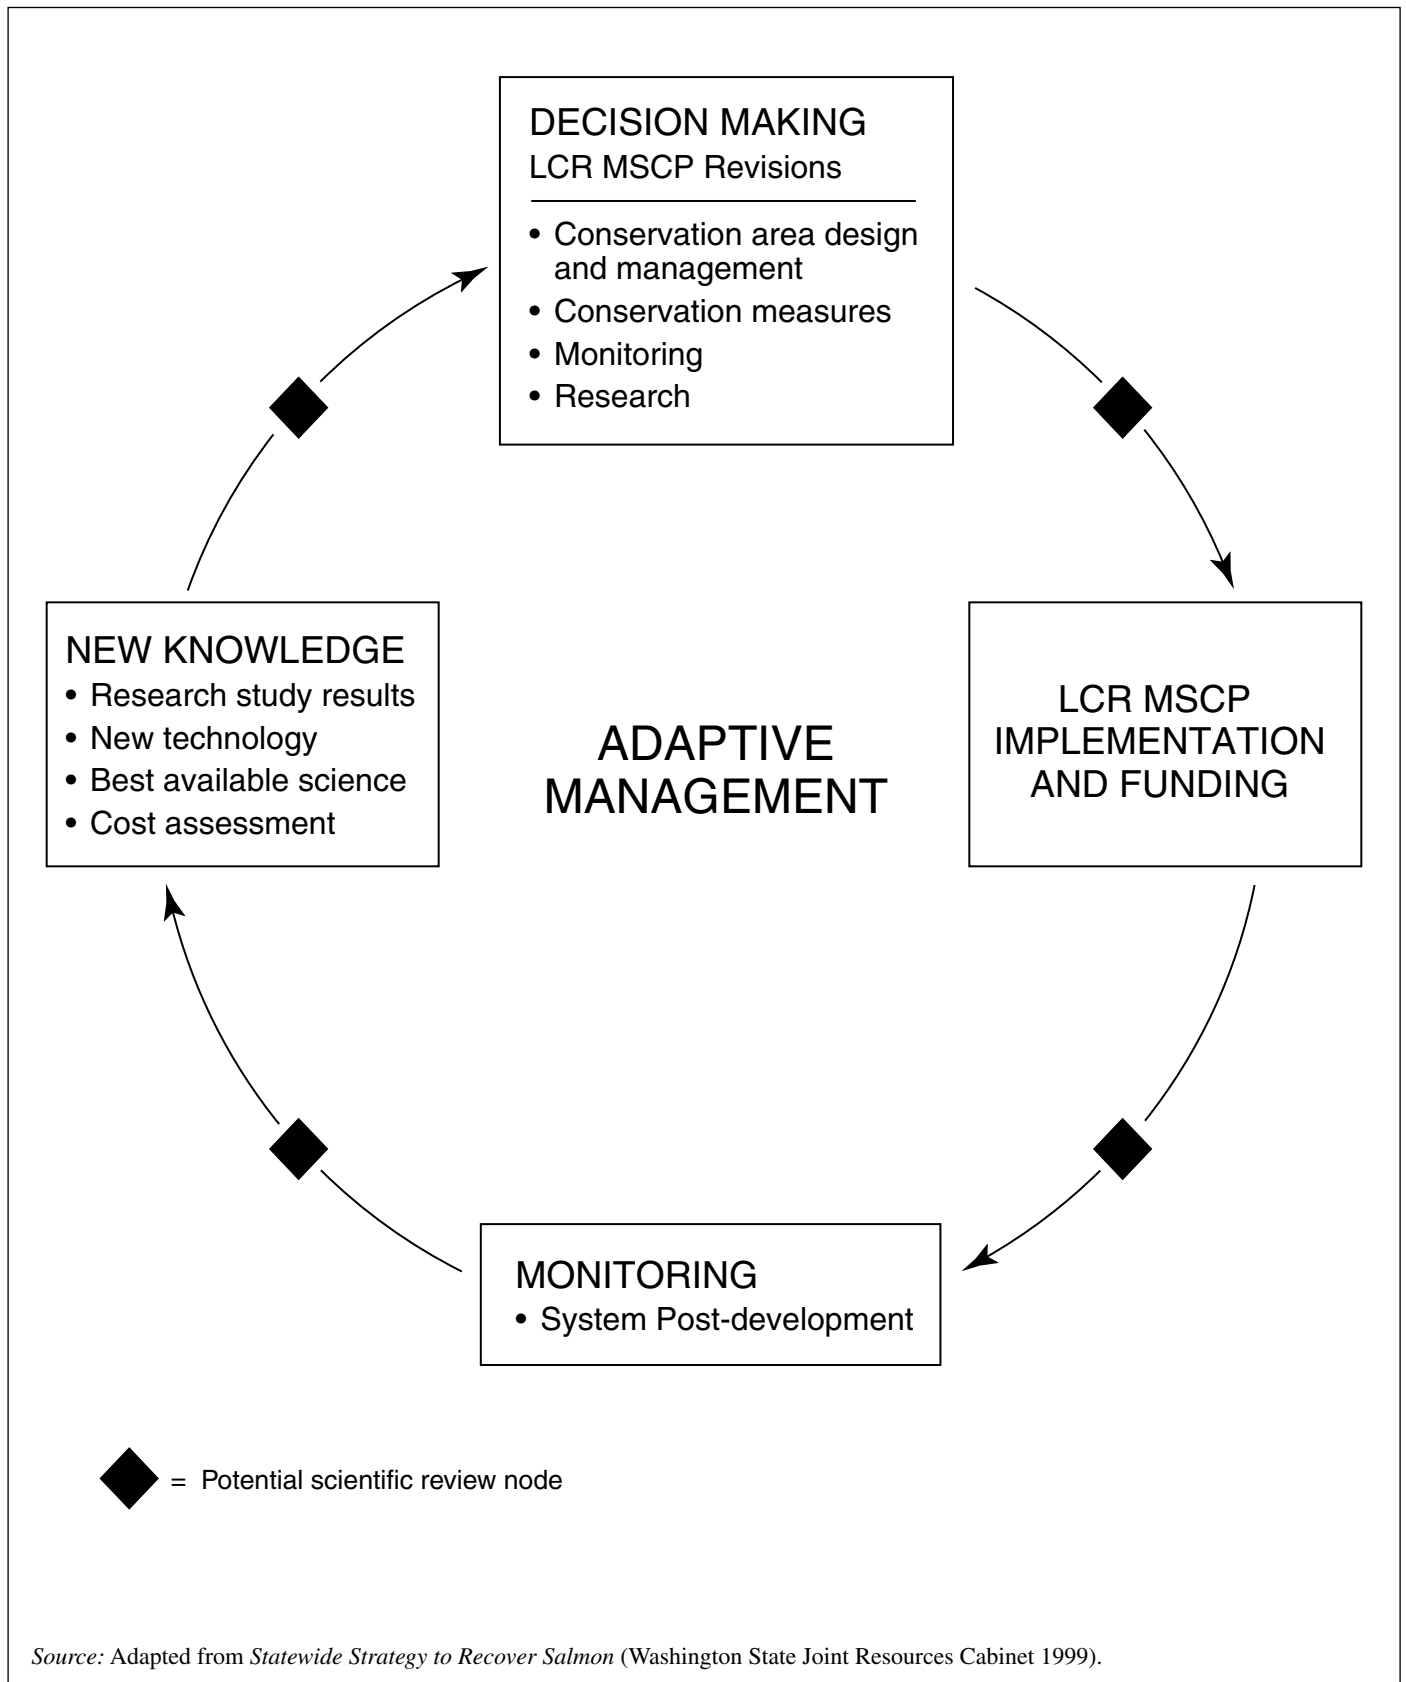 DECISION MAKING
LCR MSCP Revisions
• Conservation area design
and management
• Conservation measures
• Monitoring
• Research
NEW KNOWLEDGE
• Research study results
• New technology
• Best available science
• Cost assessment
ADAPTIVE
MANAGEMENT
LCR MSCP
IMPLEMENTATION
AND FUNDING
MONITORING
• System Post-development
= Potential scientific review node
Source: Adapted from Statewide Strategy to Recover Salmon (Washington State Joint Resources Cabinet 1999).